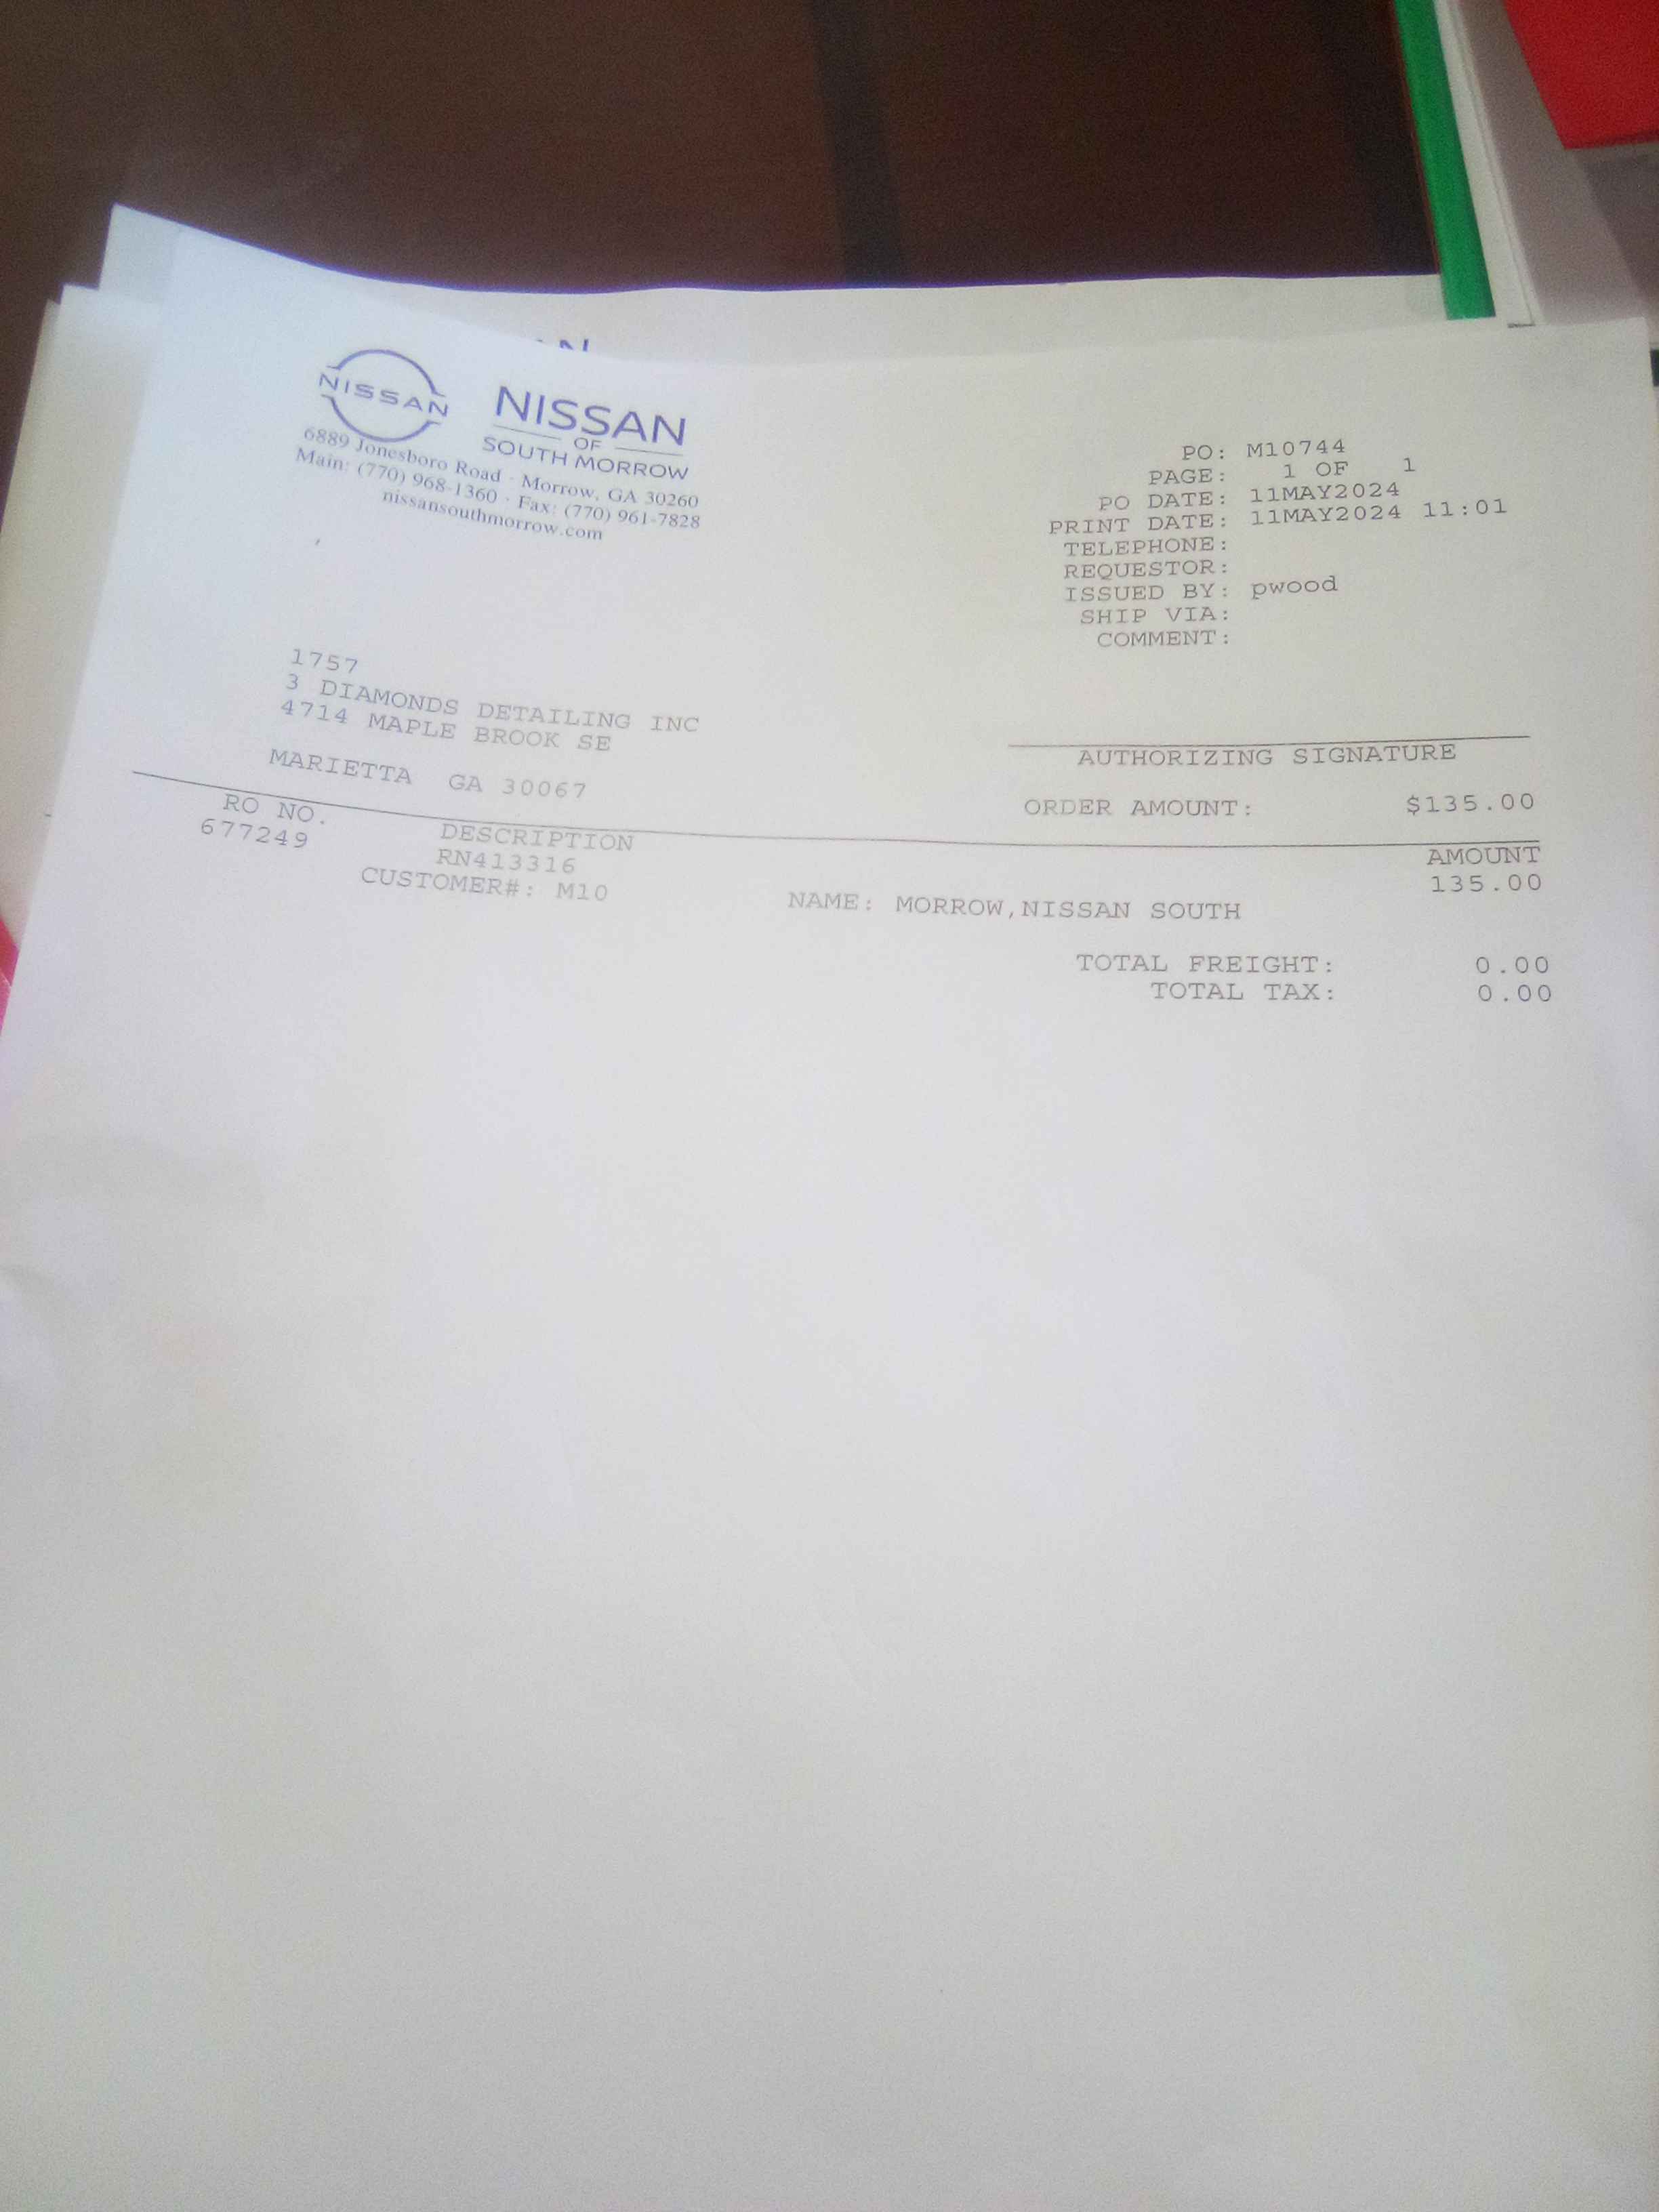 NISSAN
NISSAN
OF
SOUTH MORROW
6889 Jonesboro Road · Morrow, GA 30260
Main: (770) 968-1360 · Fax: (770) 961-7828
nissansouthmorrow.com
PO: M10744
PAGE: 1 OF 1
PO DATE: 11MAY2024
PRINT DATE: 11MAY2024 11:01
TELEPHONE:
REQUESTOR:
ISSUED BY: pwood
SHIP VIA:
COMMENT:
1757
3 DIAMONDS DETAILING INC
4714 MAPLE BROOK SE
MARIETTA GA 30067
AUTHORIZING SIGNATURE
ORDER AMOUNT: $135.00
RO NO. DESCRIPTION AMOUNT
677249 RN413316 135.00
CUSTOMER#: M10 NAME: MORROW,NISSAN SOUTH
TOTAL FREIGHT: 0.00
TOTAL TAX: 0.00